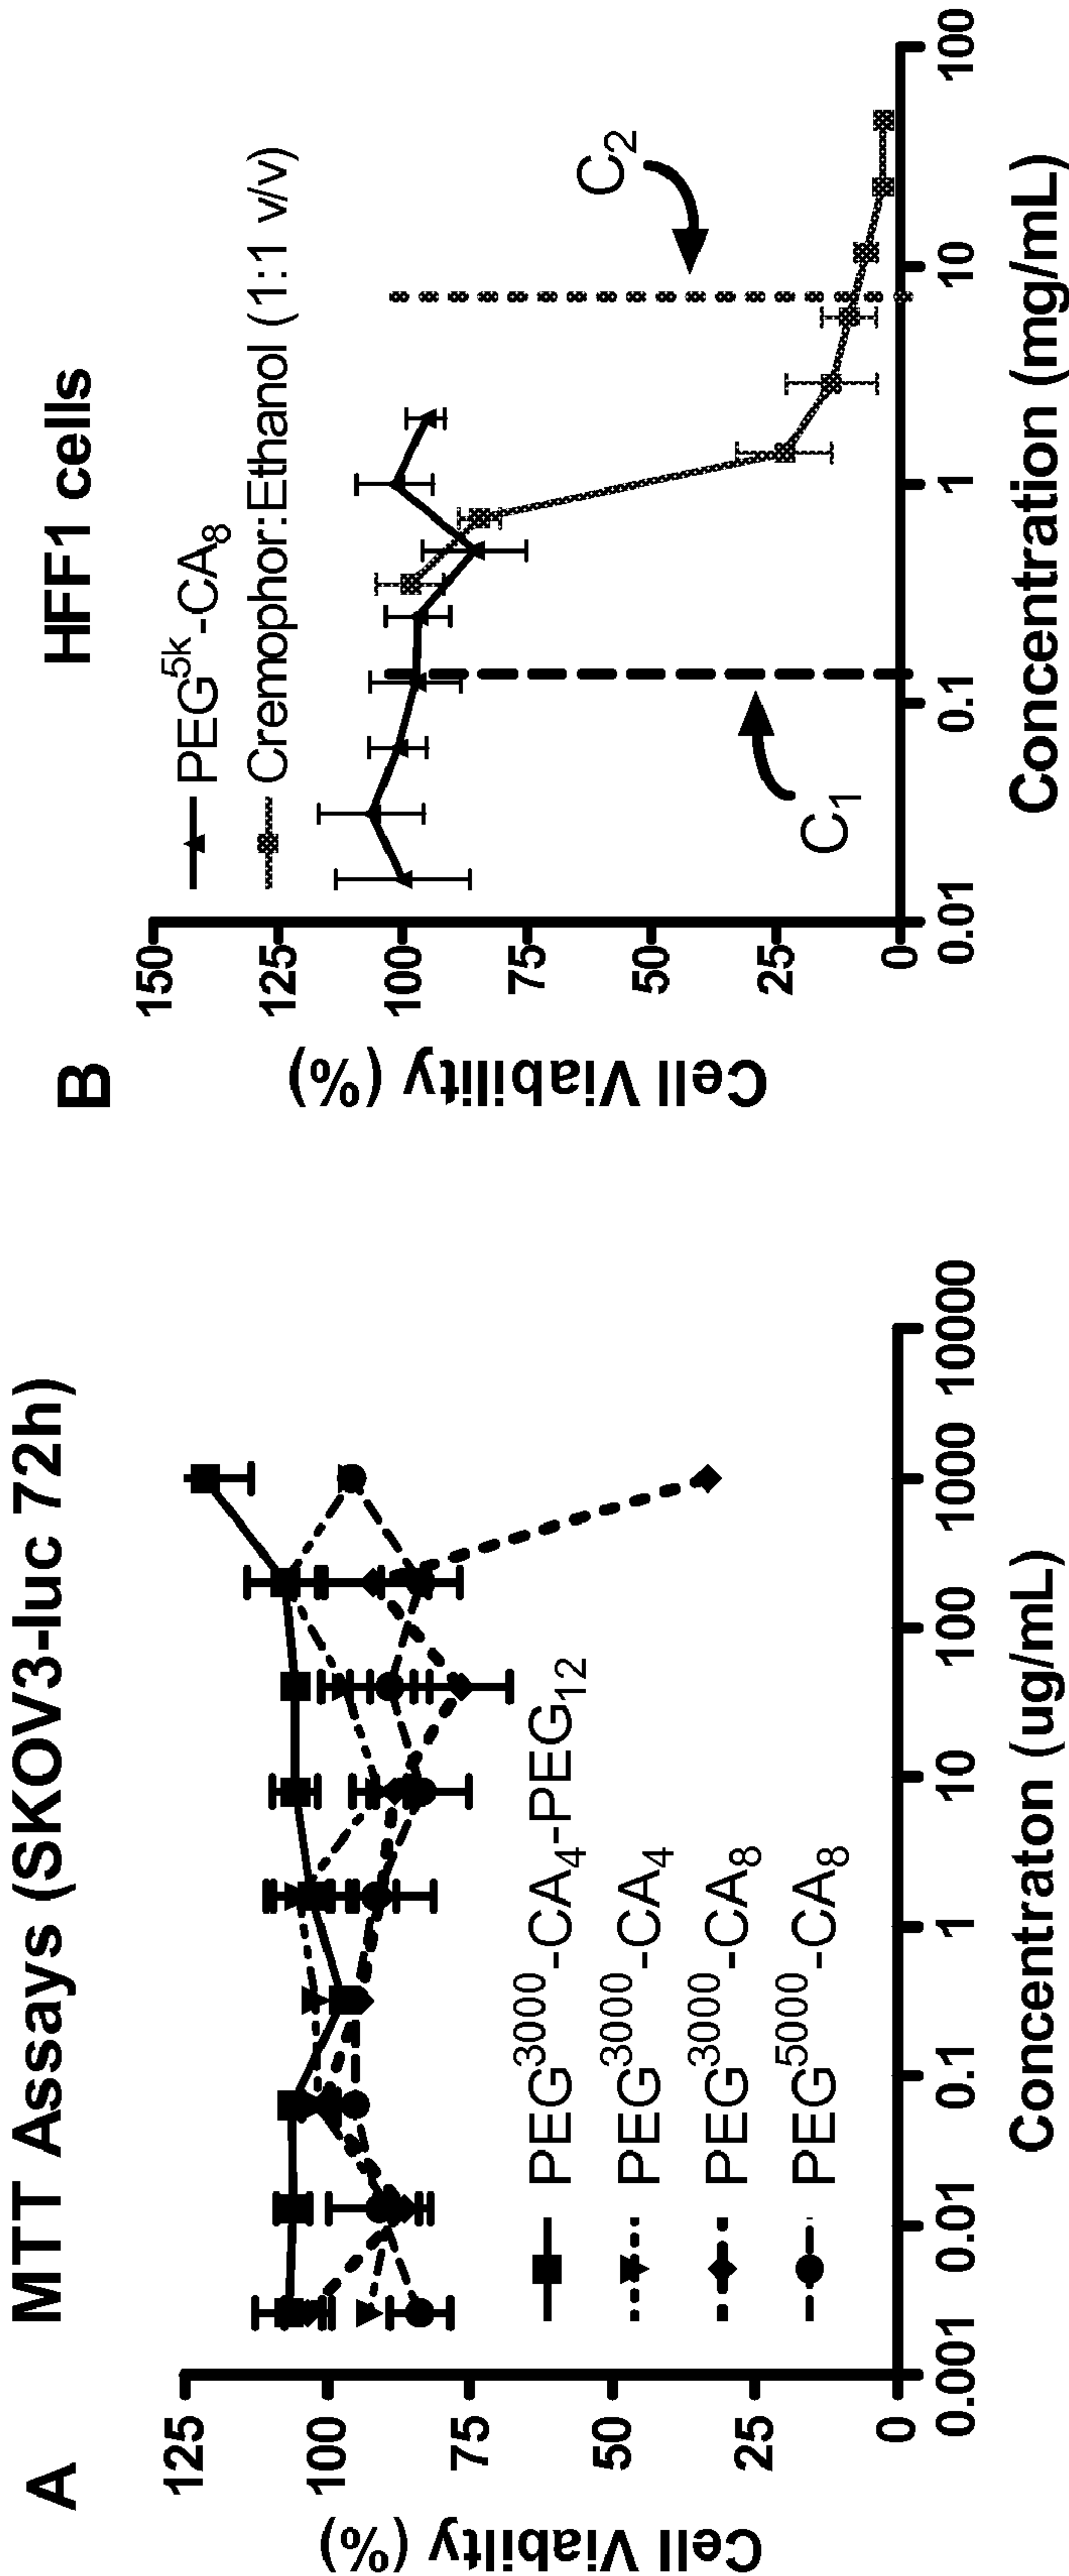 A
MTT Assays (SKOV3-luc 72h)
Cell Viability (%)
125
100
75
50
25
0
PEG³⁰⁰⁰-CA₄-PEG₁₂
PEG³⁰⁰⁰-CA₄
PEG³⁰⁰⁰-CA₈
PEG⁵⁰⁰⁰-CA₈
0.001
0.01
0.1
1
10
100
1000
10000
Concentraton (ug/mL)
B
HFF1 cells
Cell Viability (%)
150
125
100
75
50
25
0
PEG⁵ᵏ-CA₈
Cremophor:Ethanol (1:1 v/v)
C₁
C₂
0.01
0.1
1
10
100
Concentration (mg/mL)